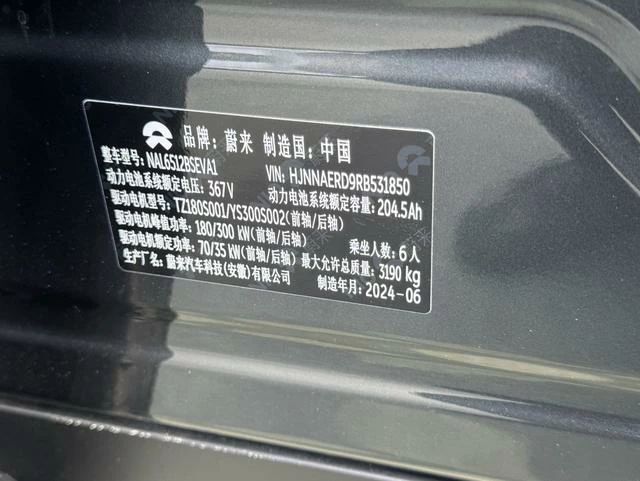 品牌：蔚来 制造国：中国
整车型号：NAL6512BSEVA1 VIN：HJNNAERD9RB531850
动力电池系统额定电压：367V 动力电池系统额定容量：204.5Ah
驱动电机型号：TZ180S001/YS300S002(前轴/后轴)
驱动电机峰值功率：180/300 kW(前轴/后轴) 乘坐人数：6人
驱动电机额定功率：70/35 kW(前轴/后轴) 最大允许总质量：3190 kg
生产厂名：蔚来汽车科技(安徽)有限公司 制造年月：2024-06